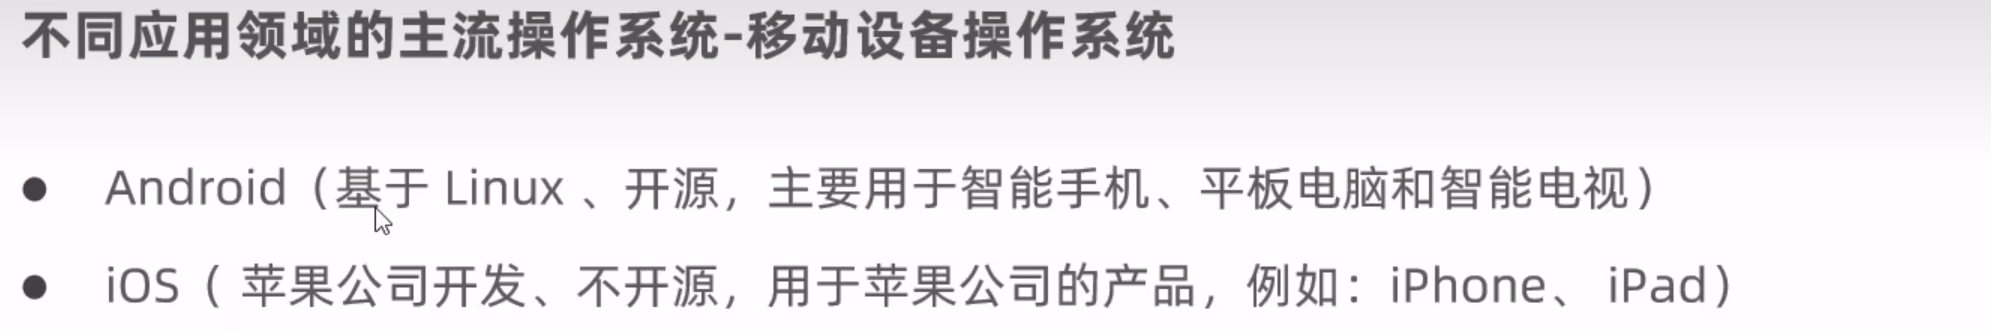 不同应用领域的主流操作系统-移动设备操作系统
● Android（基于 Linux 、开源，主要用于智能手机、平板电脑和智能电视）
● iOS（ 苹果公司开发、不开源，用于苹果公司的产品，例如：iPhone、 iPad）